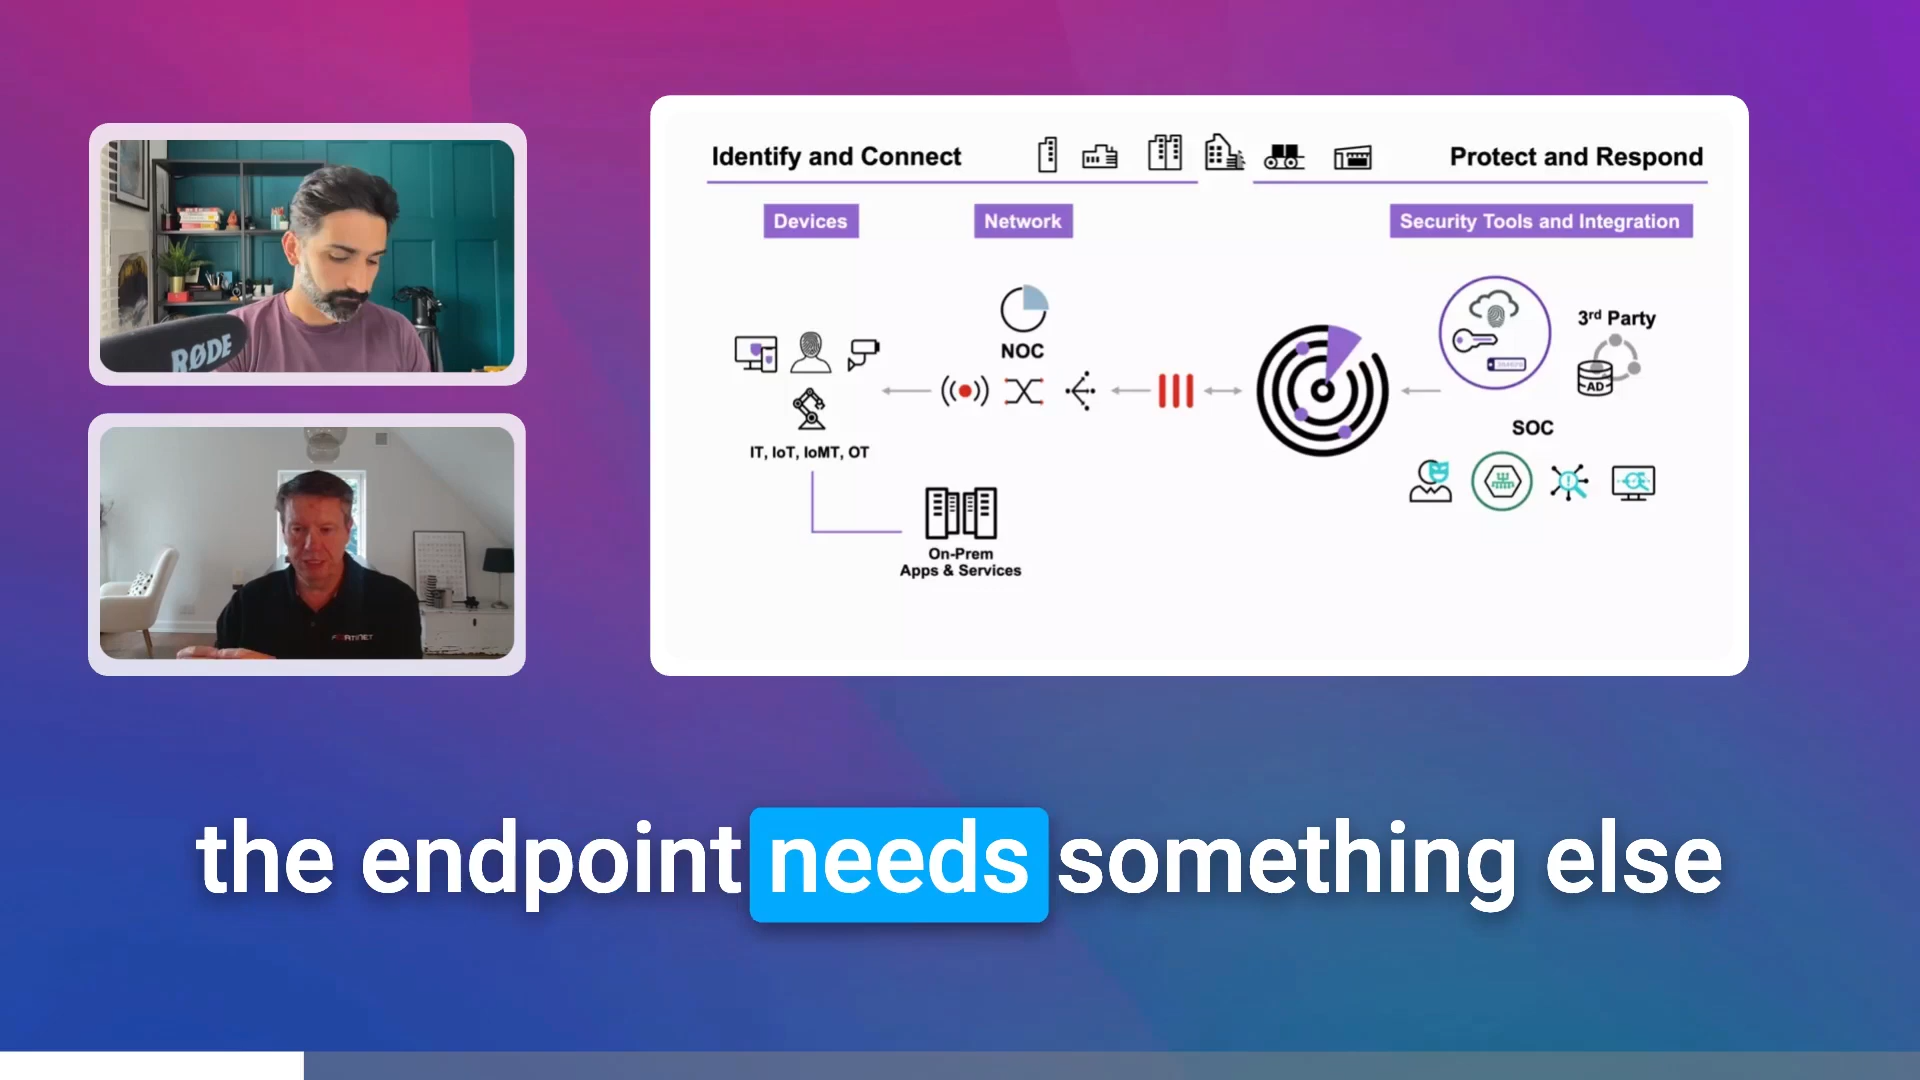 RØDE
FORTINET
Identify and Connect
Protect and Respond
Devices
Network
Security Tools and Integration
NOC
3rd Party
AD
SOC
IT, IoT, IoMT, OT
On-Prem
Apps & Services
the endpoint needs something else